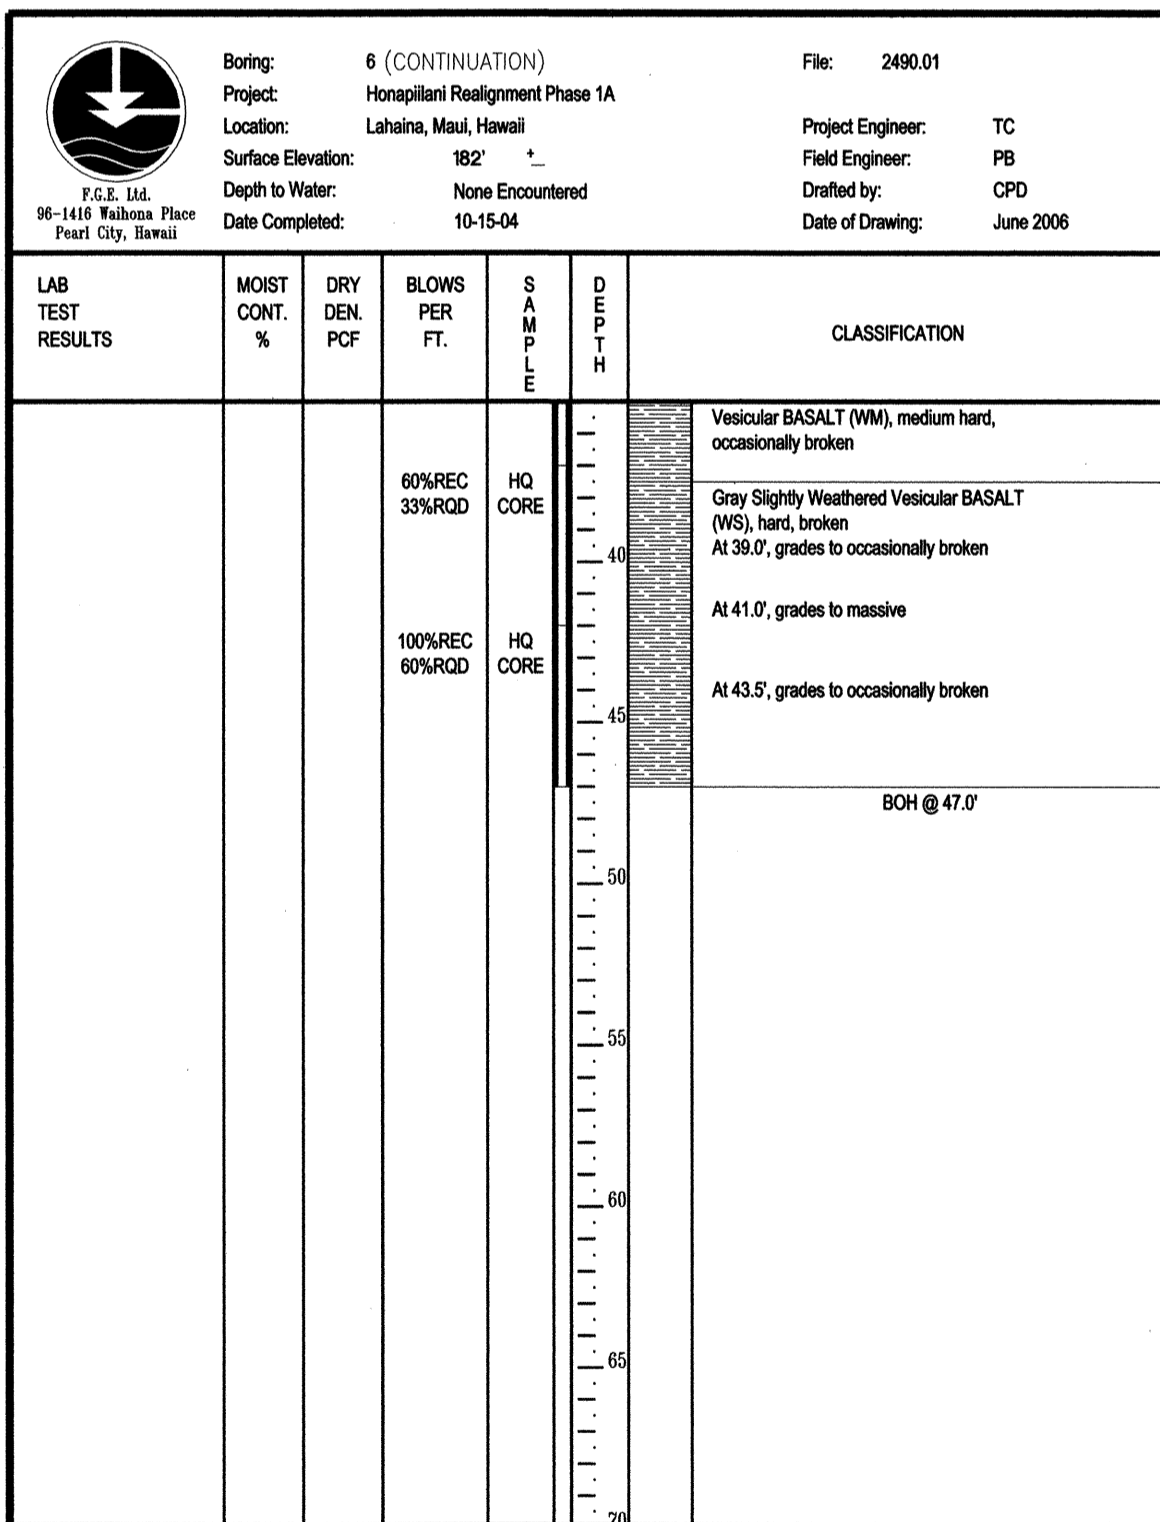 Boring: 6 (CONTINUATION) File: 2490.01
Project: Honapiilani Realignment Phase 1A
Location: Lahaina, Maui, Hawaii Project Engineer: TC
Surface Elevation: 182' ± Field Engineer: PB
Depth to Water: None Encountered Drafted by: CPD
Date Completed: 10-15-04 Date of Drawing: June 2006
F.G.E. Ltd.
96-1416 Waihona Place
Pearl City, Hawaii
LAB
TEST
RESULTS
MOIST
CONT.
%
DRY
DEN.
PCF
BLOWS
PER
FT.
SAMPLE
DEPTH
CLASSIFICATION
Vesicular BASALT (WM), medium hard,
occasionally broken
60%REC HQ
33%RQD CORE
Gray Slightly Weathered Vesicular BASALT
(WS), hard, broken
At 39.0', grades to occasionally broken
40
At 41.0', grades to massive
100%REC HQ
60%RQD CORE
At 43.5', grades to occasionally broken
45
BOH @ 47.0'
50
55
60
65
70